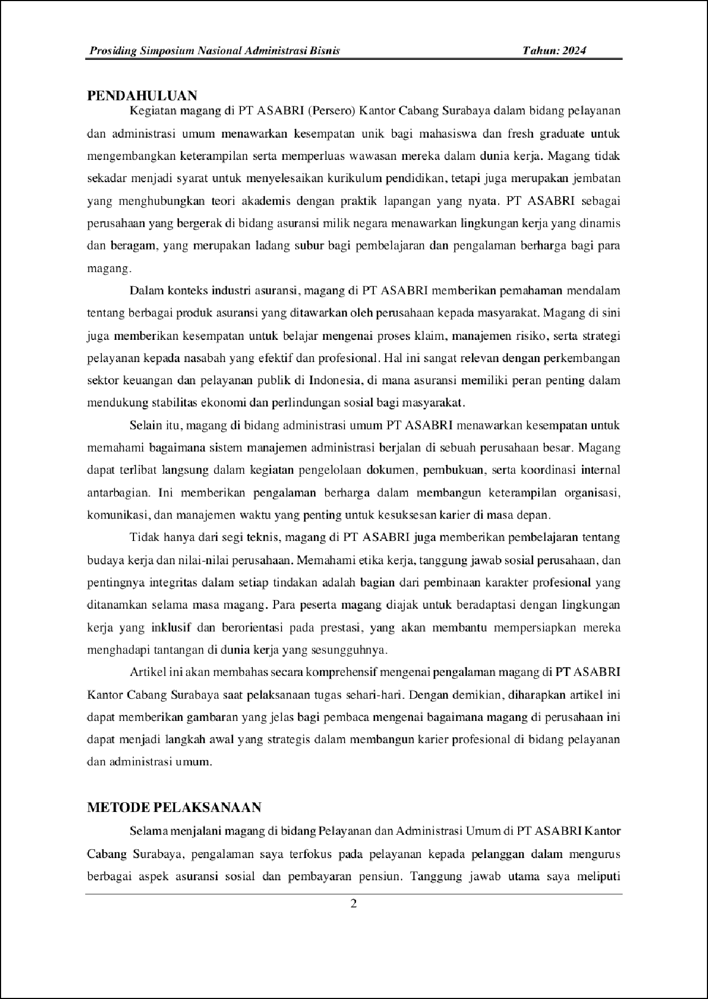 Prosiding Simposium Nasional Administrasi Bisnis Tahun: 2024
PENDAHULUAN
Kegiatan magang di PT ASABRI (Persero) Kantor Cabang Surabaya dalam bidang pelayanan
dan administrasi umum menawarkan kesempatan unik bagi mahasiswa dan fresh graduate untuk
mengembangkan keterampilan serta memperluas wawasan mereka dalam dunia kerja. Magang tidak
sekadar menjadi syarat untuk menyelesaikan kurikulum pendidikan, tetapi juga merupakan jembatan
yang menghubungkan teori akademis dengan praktik lapangan yang nyata. PT ASABRI sebagai
perusahaan yang bergerak di bidang asuransi milik negara menawarkan lingkungan kerja yang dinamis
dan beragam, yang merupakan ladang subur bagi pembelajaran dan pengalaman berharga bagi para
magang.
Dalam konteks industri asuransi, magang di PT ASABRI memberikan pemahaman mendalam
tentang berbagai produk asuransi yang ditawarkan oleh perusahaan kepada masyarakat. Magang di sini
juga memberikan kesempatan untuk belajar mengenai proses klaim, manajemen risiko, serta strategi
pelayanan kepada nasabah yang efektif dan profesional. Hal ini sangat relevan dengan perkembangan
sektor keuangan dan pelayanan publik di Indonesia, di mana asuransi memiliki peran penting dalam
mendukung stabilitas ekonomi dan perlindungan sosial bagi masyarakat.
Selain itu, magang di bidang administrasi umum PT ASABRI menawarkan kesempatan untuk
memahami bagaimana sistem manajemen administrasi berjalan di sebuah perusahaan besar. Magang
dapat terlibat langsung dalam kegiatan pengelolaan dokumen, pembukuan, serta koordinasi internal
antarbagian. Ini memberikan pengalaman berharga dalam membangun keterampilan organisasi,
komunikasi, dan manajemen waktu yang penting untuk kesuksesan karier di masa depan.
Tidak hanya dari segi teknis, magang di PT ASABRI juga memberikan pembelajaran tentang
budaya kerja dan nilai-nilai perusahaan. Memahami etika kerja, tanggung jawab sosial perusahaan, dan
pentingnya integritas dalam setiap tindakan adalah bagian dari pembinaan karakter profesional yang
ditanamkan selama masa magang. Para peserta magang diajak untuk beradaptasi dengan lingkungan
kerja yang inklusif dan berorientasi pada prestasi, yang akan membantu mempersiapkan mereka
menghadapi tantangan di dunia kerja yang sesungguhnya.
Artikel ini akan membahas secara komprehensif mengenai pengalaman magang di PT ASABRI
Kantor Cabang Surabaya saat pelaksanaan tugas sehari-hari. Dengan demikian, diharapkan artikel ini
dapat memberikan gambaran yang jelas bagi pembaca mengenai bagaimana magang di perusahaan ini
dapat menjadi langkah awal yang strategis dalam membangun karier profesional di bidang pelayanan
dan administrasi umum.
METODE PELAKSANAAN
Selama menjalani magang di bidang Pelayanan dan Administrasi Umum di PT ASABRI Kantor
Cabang Surabaya, pengalaman saya terfokus pada pelayanan kepada pelanggan dalam mengurus
berbagai aspek asuransi sosial dan pembayaran pensiun. Tanggung jawab utama saya meliputi
2